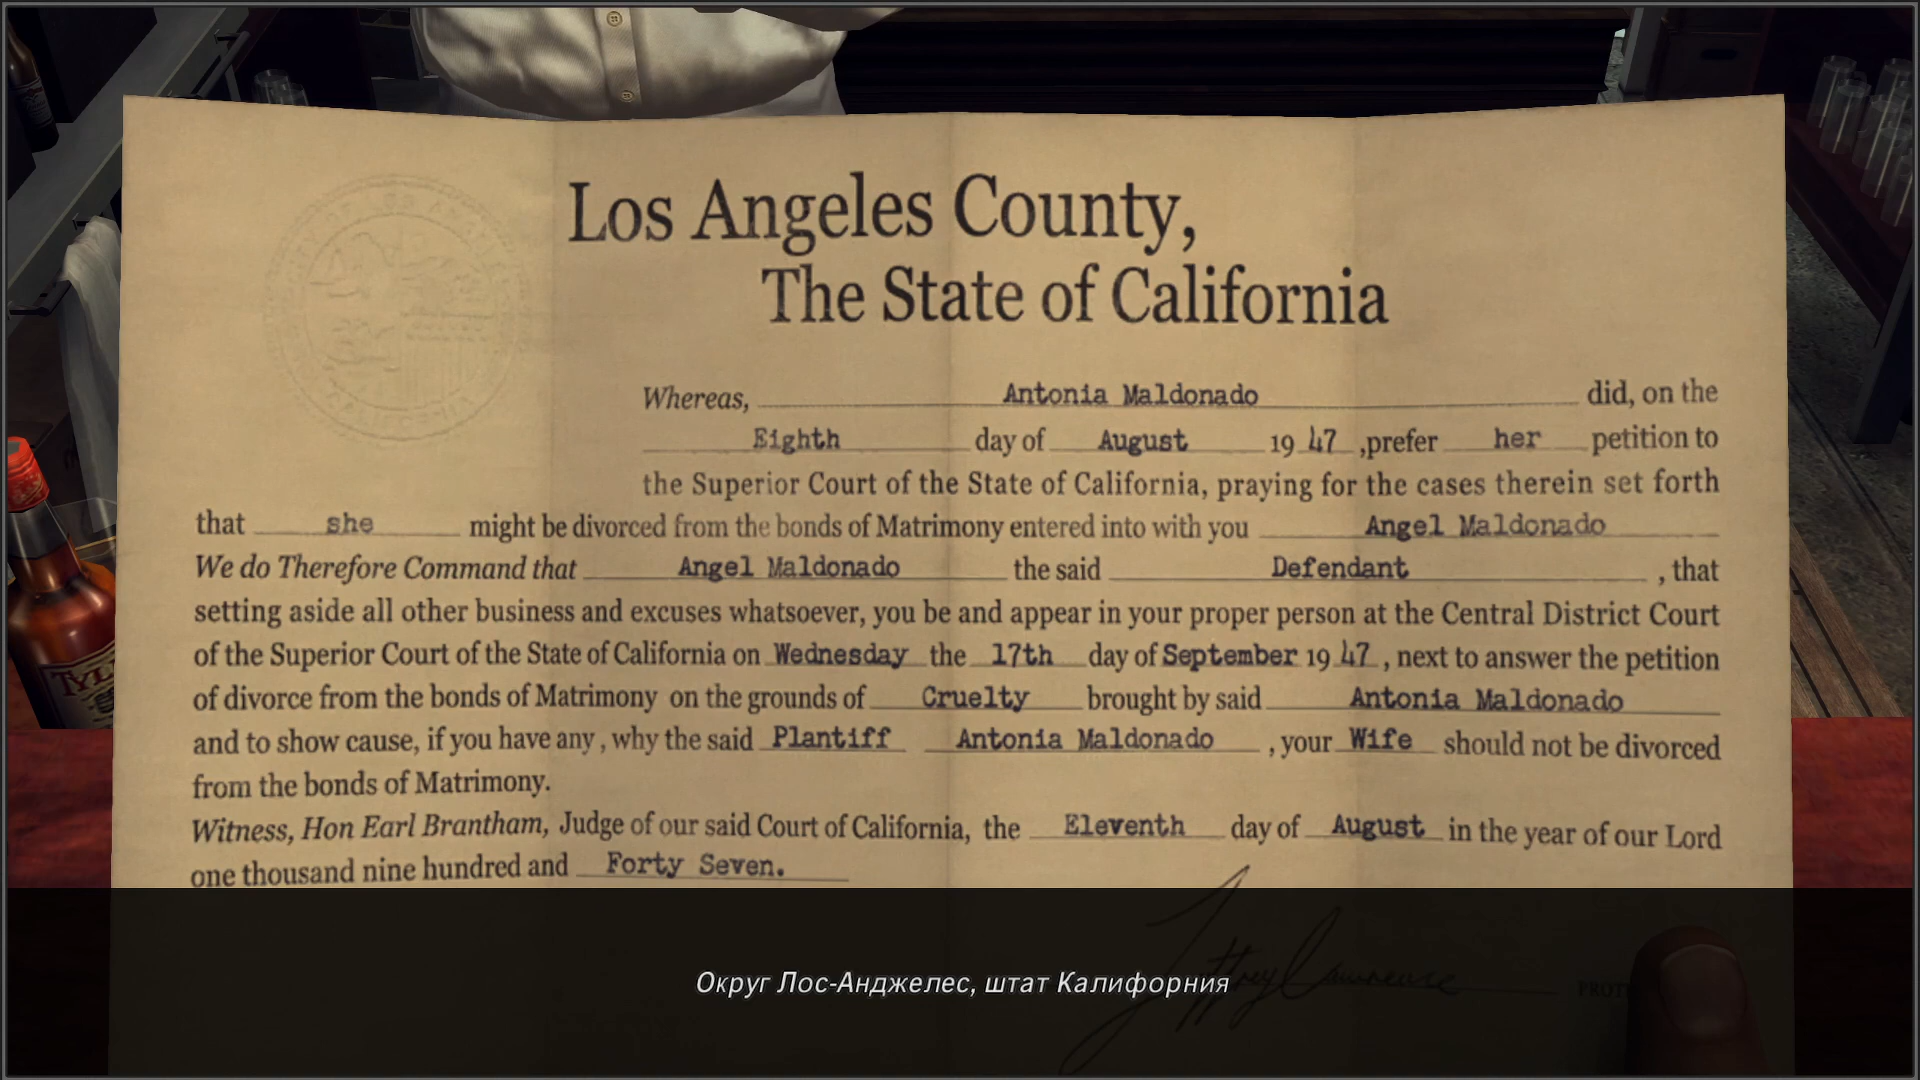 Los Angeles County,
The State of California
Whereas, Antonia Maldonado did, on the
Eighth day of August 19 47 ,prefer her petition to
the Superior Court of the State of California, praying for the cases therein set forth
that she might be divorced from the bonds of Matrimony entered into with you Angel Maldonado
We do Therefore Command that Angel Maldonado the said Defendant , that
setting aside all other business and excuses whatsoever, you be and appear in your proper person at the Central District Court
of the Superior Court of the State of California on Wednesday the 17th day of September 19 47 , next to answer the petition
of divorce from the bonds of Matrimony on the grounds of Cruelty brought by said Antonia Maldonado
and to show cause, if you have any , why the said Plantiff Antonia Maldonado , your Wife should not be divorced
from the bonds of Matrimony.
Witness, Hon Earl Brantham, Judge of our said Court of California, the Eleventh day of August in the year of our Lord
one thousand nine hundred and Forty Seven.
Округ Лос-Анджелес, штат Калифорния